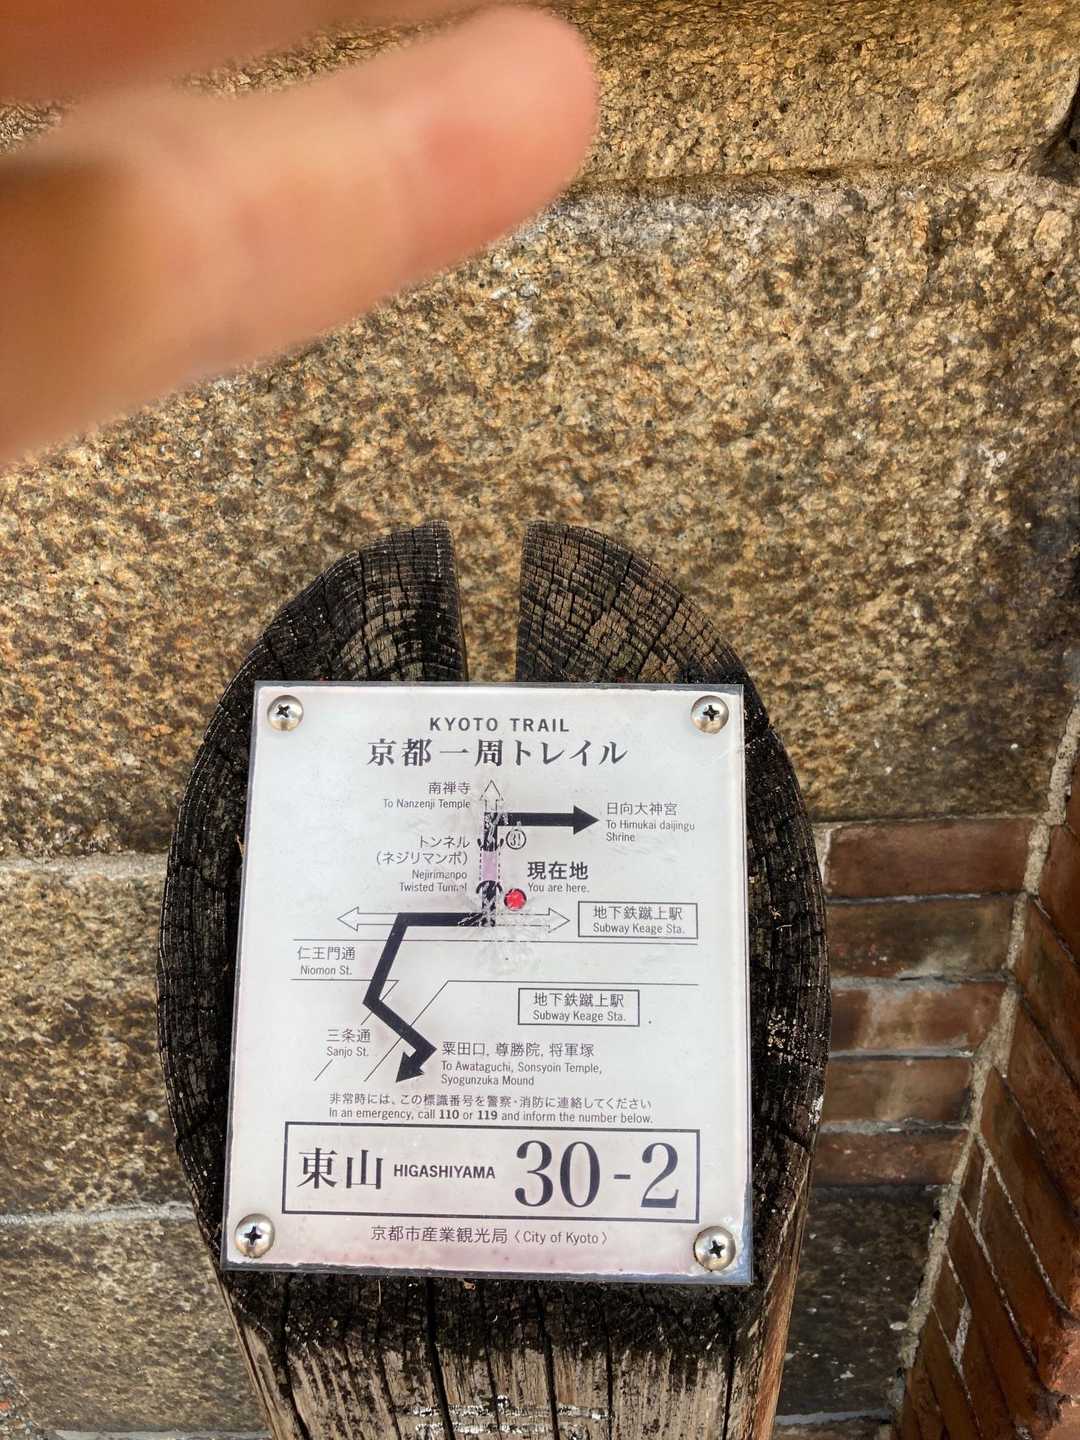 KYOTO TRAIL
京都一周トレイル
南禅寺
To Nanzenji Temple
日向大神宮
To Himukai daijingu
Shrine
31
トンネル
（ネジリマンポ）
Nejirimanpo
Twisted Tunnel
現在地
You are here.
地下鉄蹴上駅
Subway Keage Sta.
仁王門通
Niomon St.
地下鉄蹴上駅
Subway Keage Sta.
三条通
Sanjo St.
粟田口, 尊勝院, 将軍塚
To Awataguchi, Sonsyoin Temple,
Syogunzuka Mound
非常時には、この標識番号を警察・消防に連絡してください
In an emergency, call 110 or 119 and inform the number below.
東山 HIGASHIYAMA 30-2
京都市産業観光局〈City of Kyoto〉